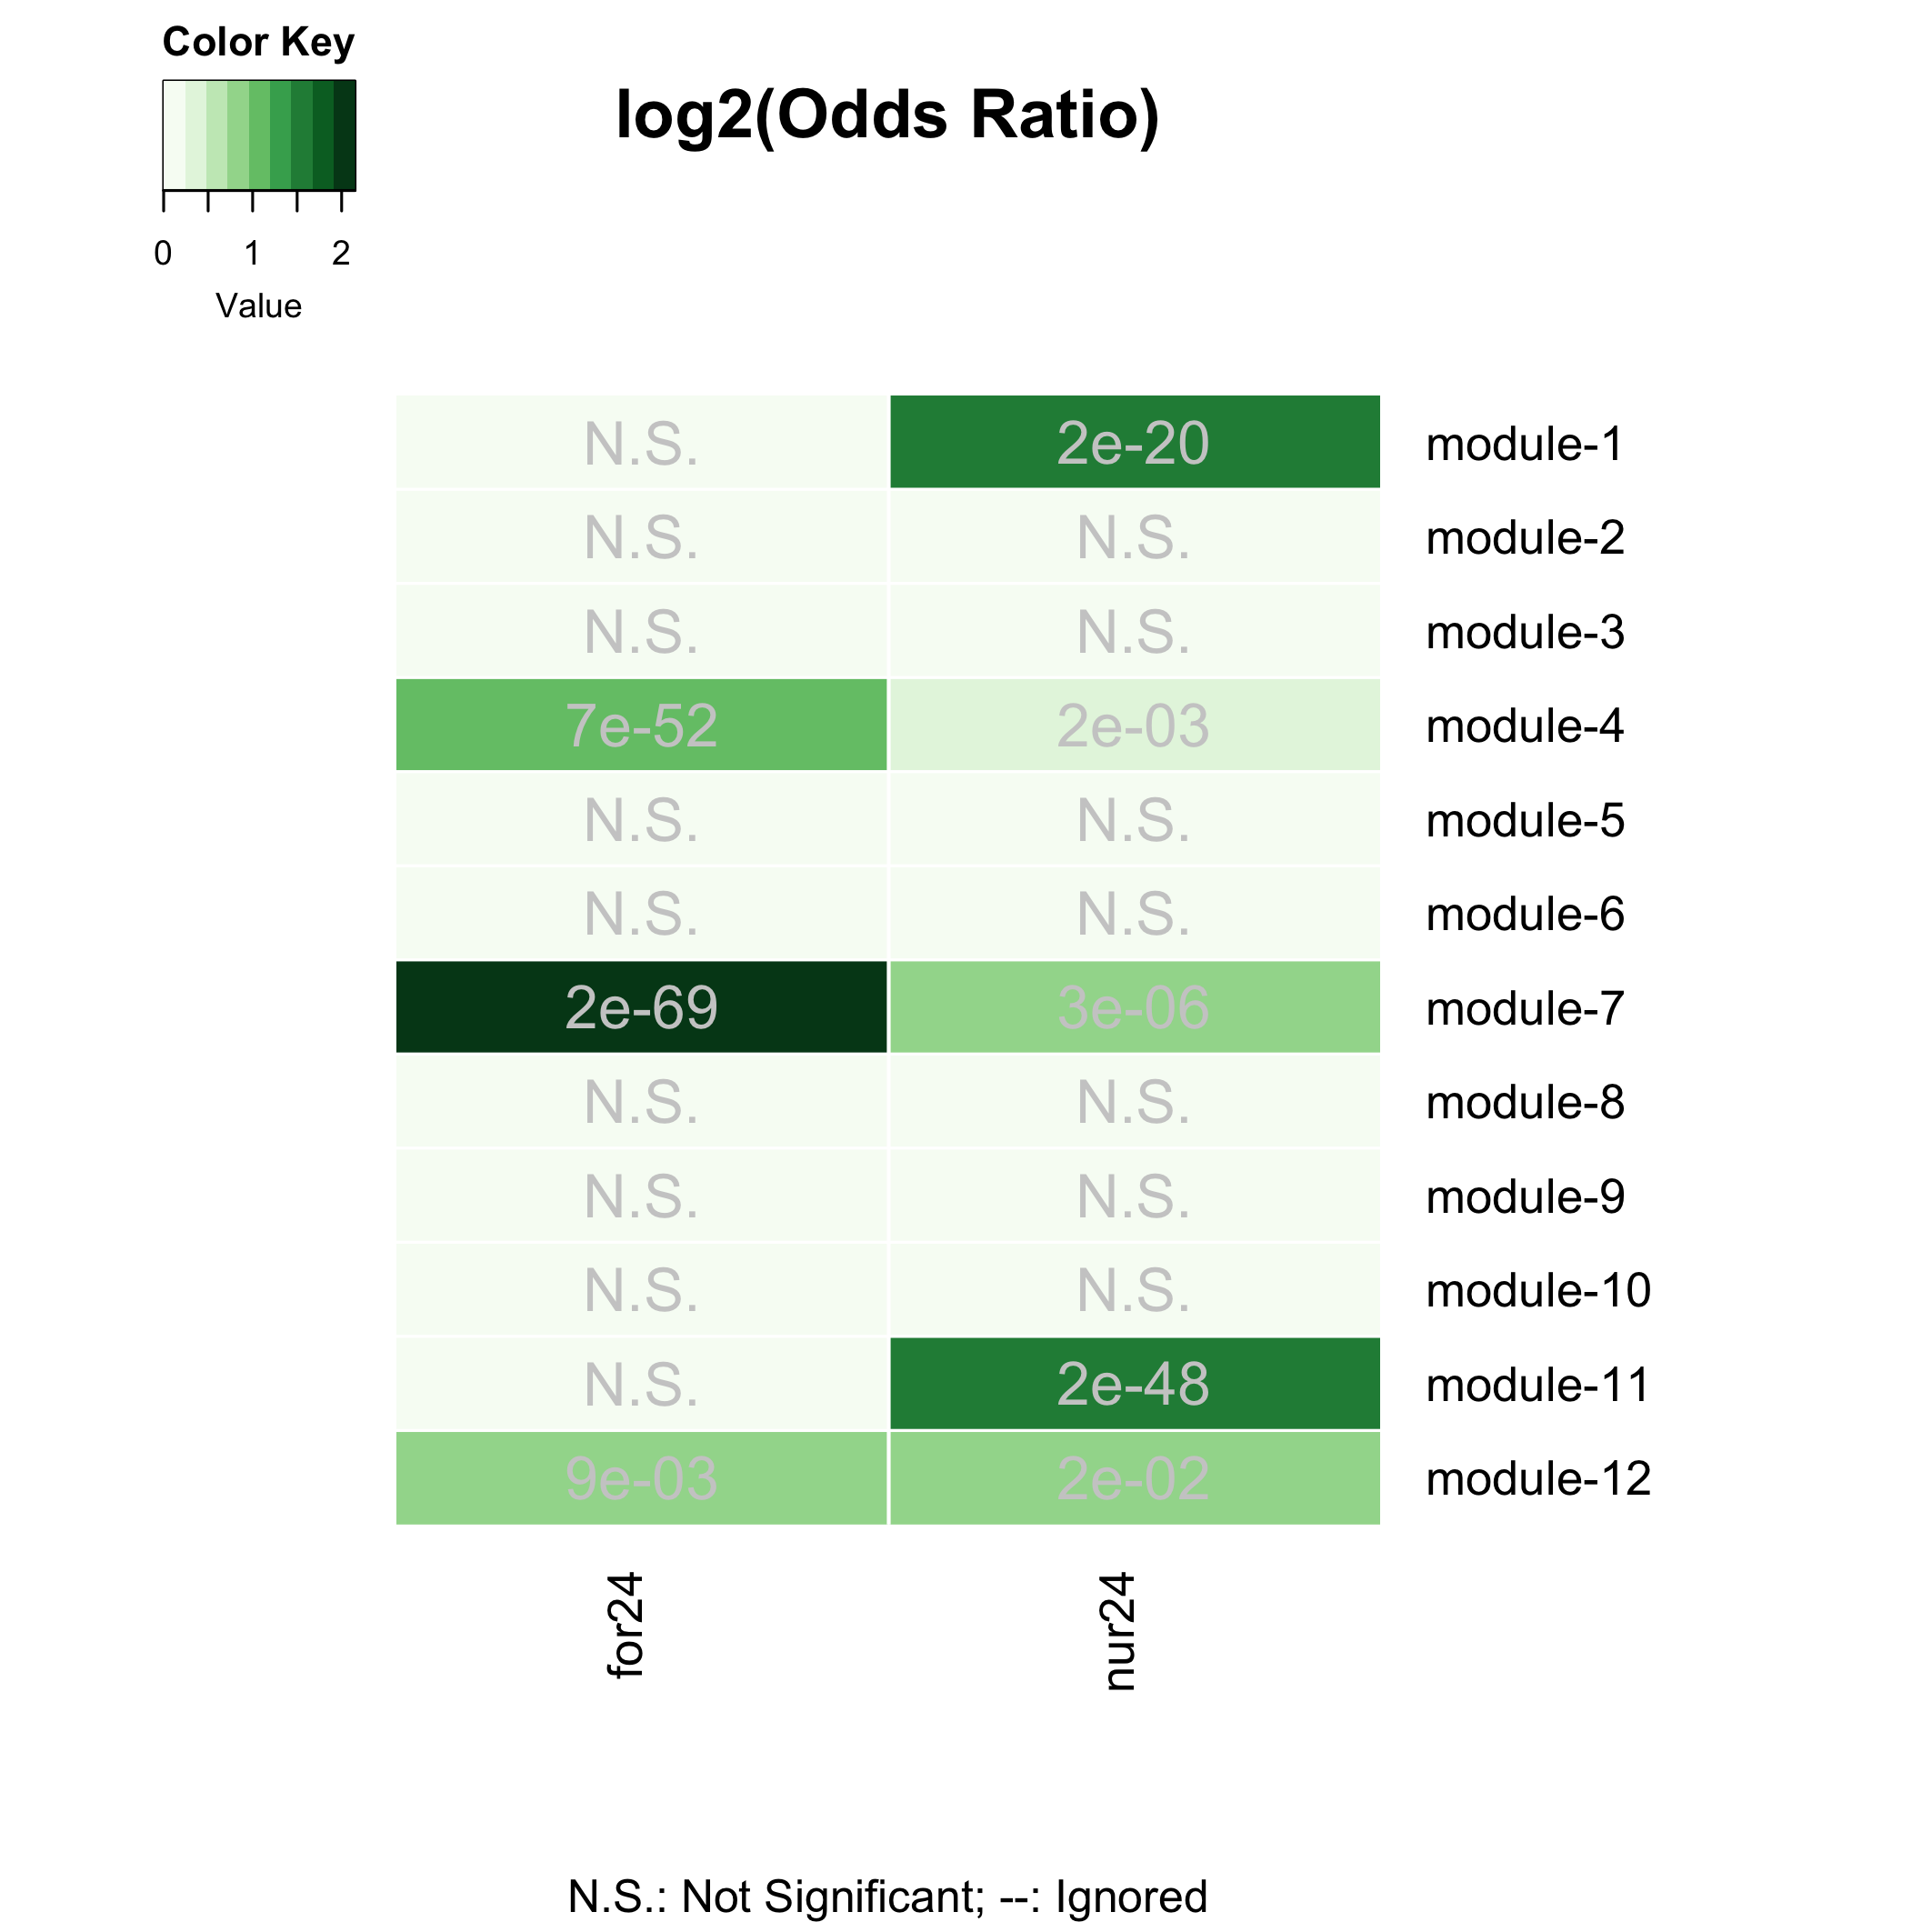 Color Key
log2(Odds Ratio)
0 1 2
Value
N.S. 2e-20 module-1
N.S. N.S. module-2
N.S. N.S. module-3
7e-52 2e-03 module-4
N.S. N.S. module-5
N.S. N.S. module-6
2e-69 3e-06 module-7
N.S. N.S. module-8
N.S. N.S. module-9
N.S. N.S. module-10
N.S. 2e-48 module-11
9e-03 2e-02 module-12
for24 nur24
N.S.: Not Significant; --: Ignored